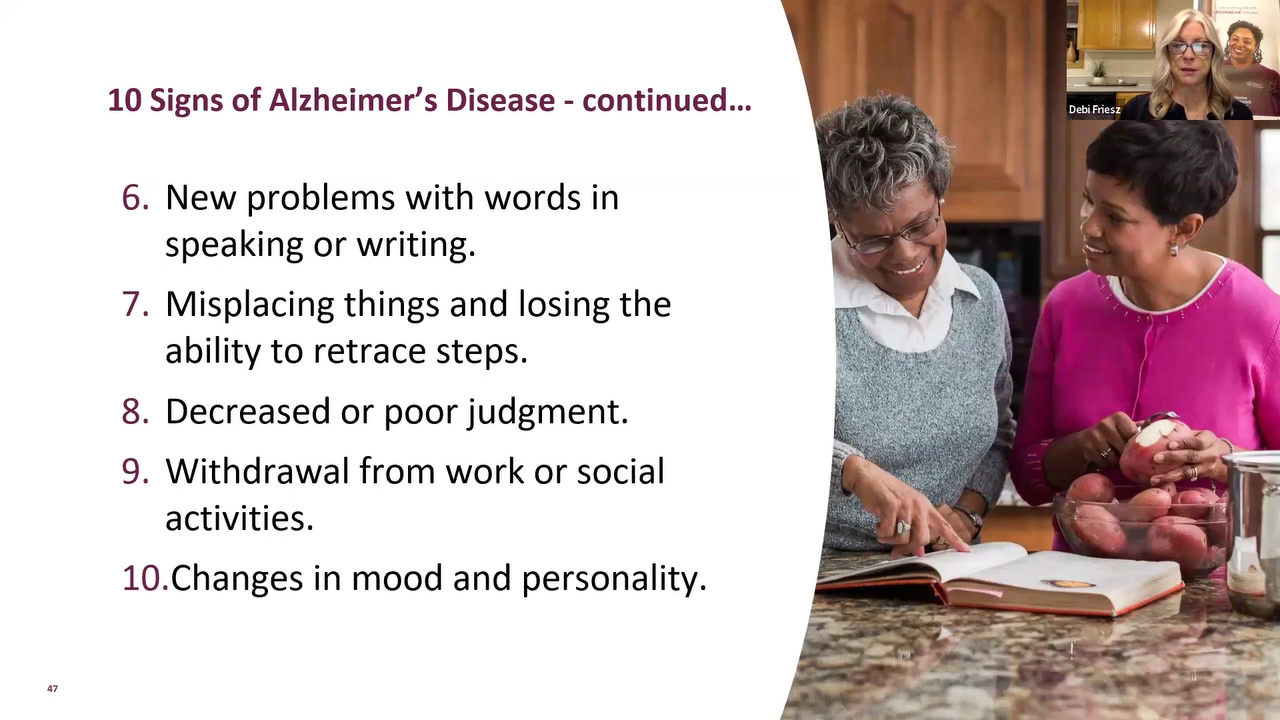 10 Signs of Alzheimer’s Disease - continued…
6. New problems with words in
speaking or writing.
7. Misplacing things and losing the
ability to retrace steps.
8. Decreased or poor judgment.
9. Withdrawal from work or social
activities.
10.Changes in mood and personality.
47
Debi Friesz